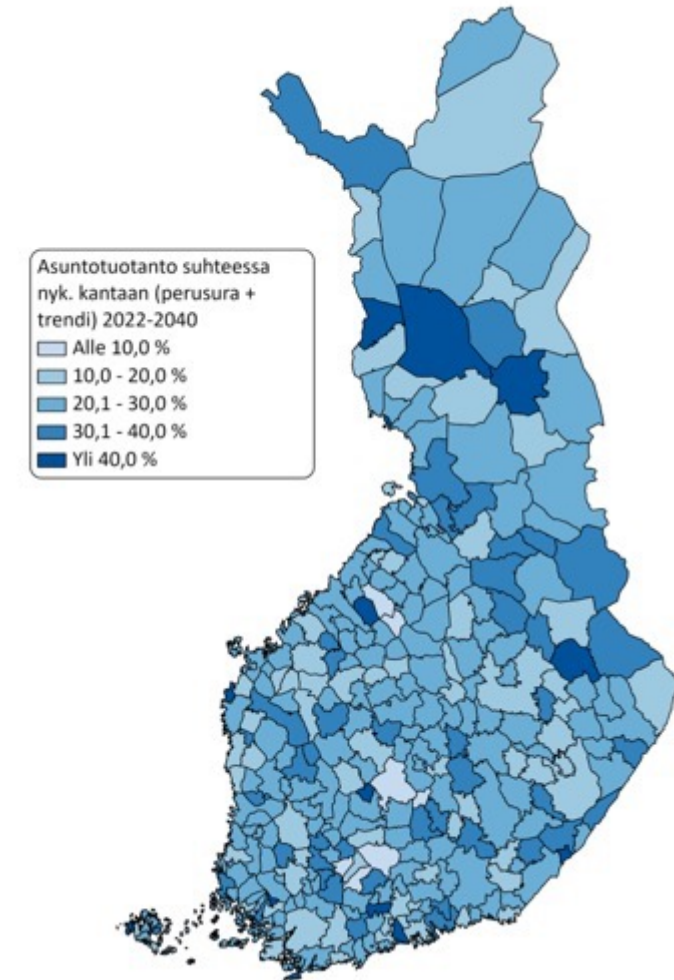 Asuntotuotanto suhteessa
nyk. kantaan (perusura +
trendi) 2022-2040
Alle 10,0 %
10,0 - 20,0 %
20,1 - 30,0 %
30,1 - 40,0 %
Yli 40,0 %